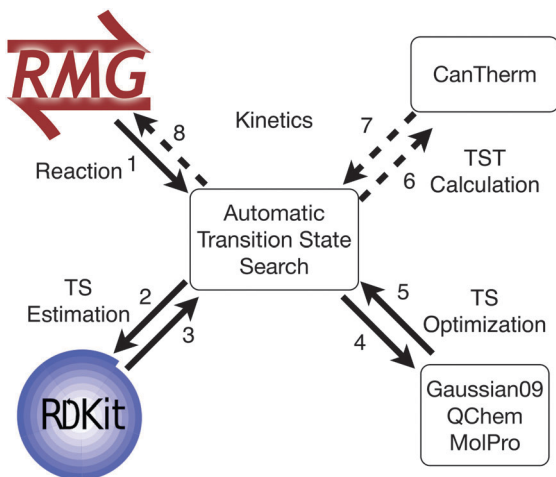 RMG
CanTherm
8
Kinetics
7
Reaction
1
6
TST
Calculation
Automatic
Transition State
Search
TS
Estimation
2
3
5
TS
Optimization
4
RDKit
Gaussian09
QChem
MolPro